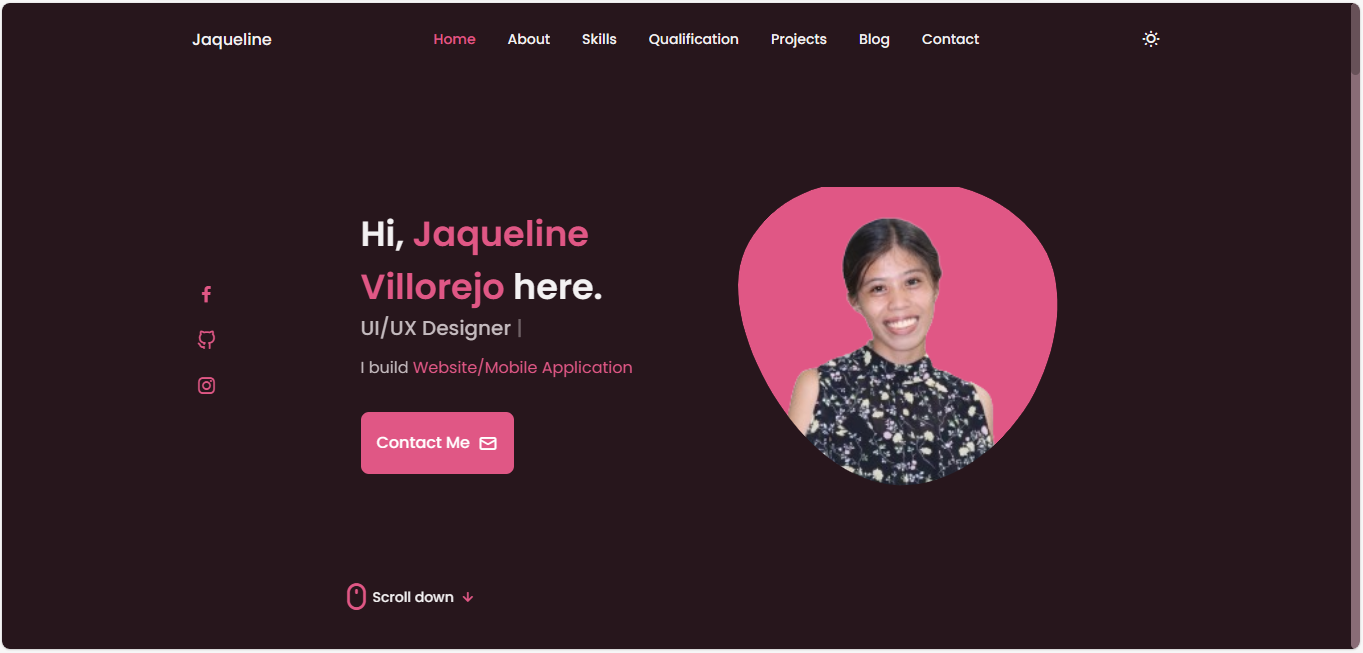 Jaqueline
Home About Skills Qualification Projects Blog Contact
Hi, Jaqueline
Villorejo here.
UI/UX Designer |
I build Website/Mobile Application
Contact Me
Scroll down